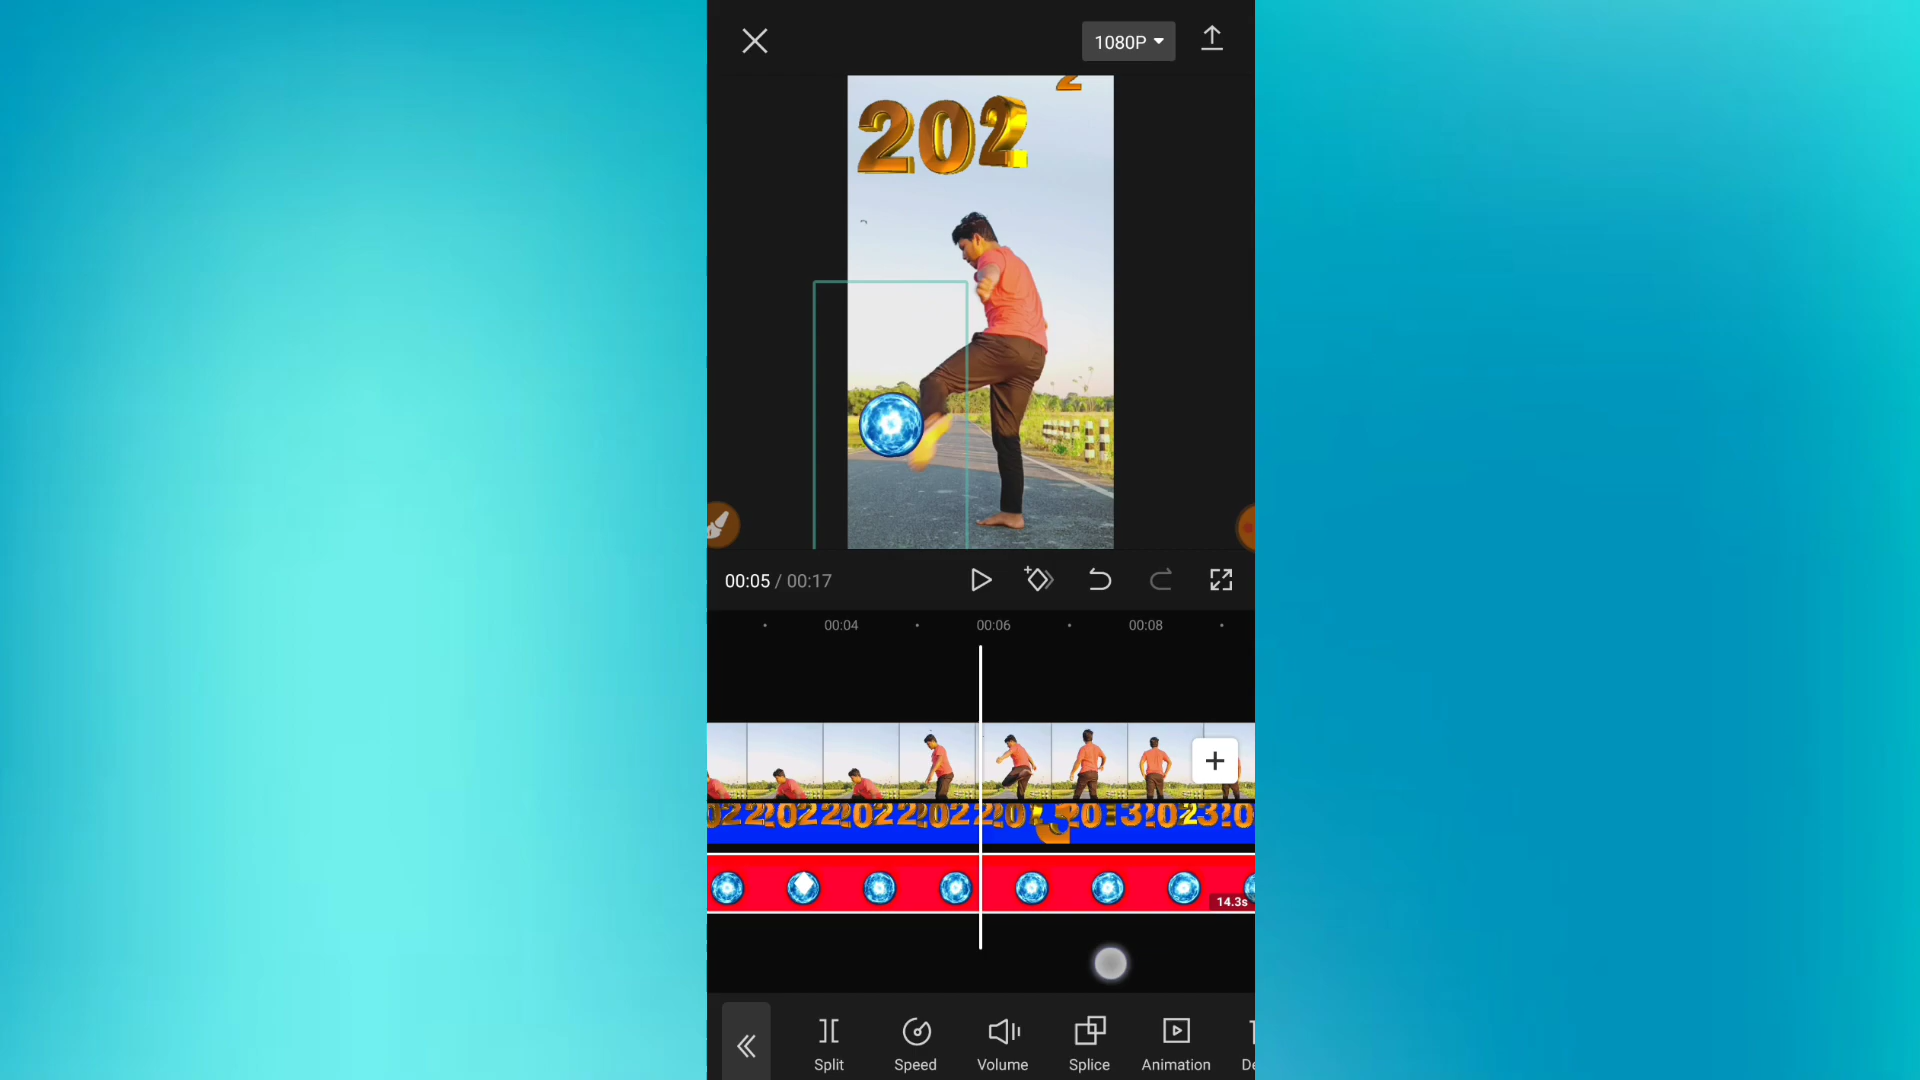 1080P
2
202
00:05 / 00:17
00:04 00:06 00:08
14.3s
Split Speed Volume Splice Animation